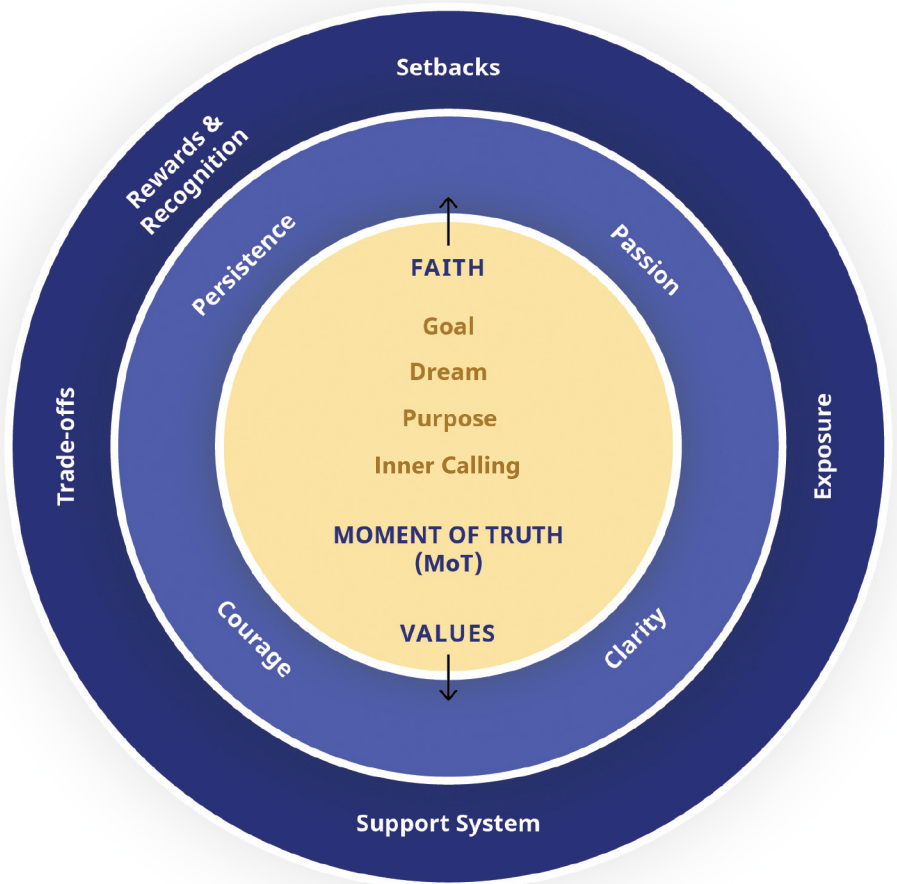 Setbacks
Rewards &
Recognition
Persistence
Passion
FAITH
Goal
Dream
Purpose
Inner Calling
Trade-offs
Exposure
MOMENT OF TRUTH
(MoT)
VALUES
Courage
Clarity
Support System